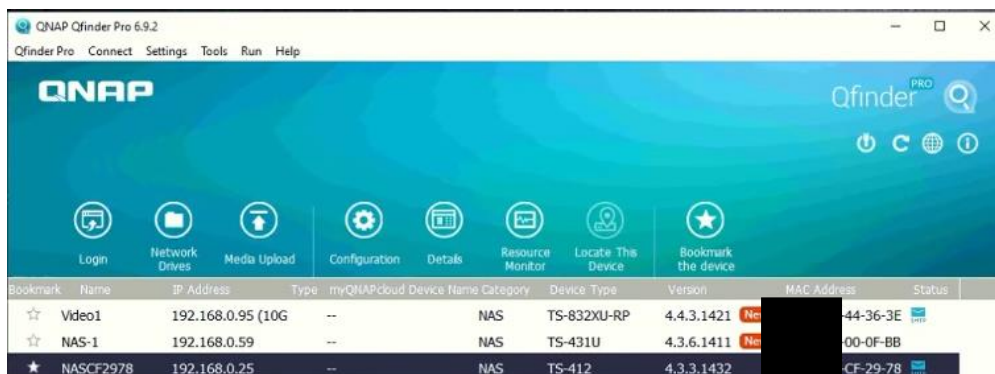 QNAP Qfinder Pro 6.9.2
Qfinder Pro Connect Settings Tools Run Help
QNAP
Qfinder PRO
Login
Network Drives
Media Upload
Configuration
Details
Resource Monitor
Locate This Device
Bookmark the device
Bookmark Name IP Address Type myQNAPcloud Device Name Category Device Type Version MAC Address Status
Video1 192.168.0.95 (10G -- NAS TS-832XU-RP 4.4.3.1421 -44-36-3E
NAS-1 192.168.0.59 -- NAS TS-431U 4.3.6.1411 -00-0F-BB
NASCF2978 192.168.0.25 -- NAS TS-412 4.3.3.1432 -CF-29-78